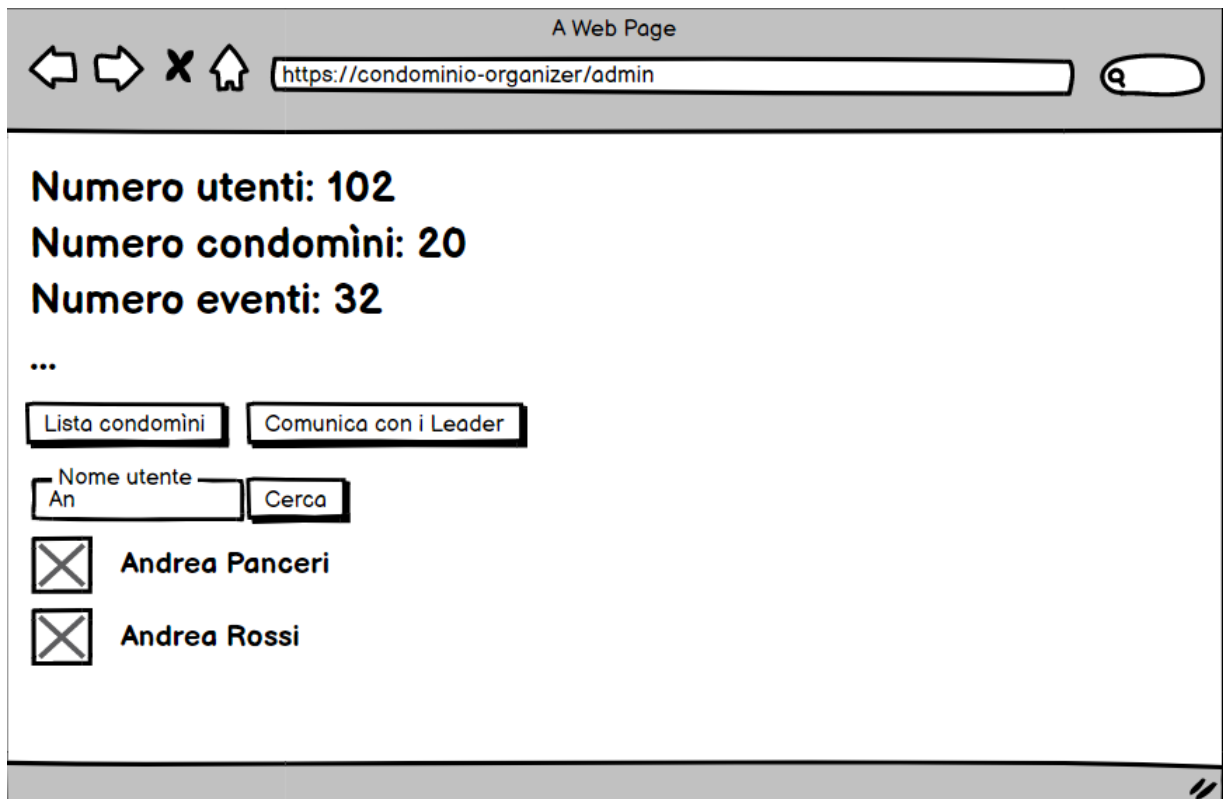 A Web Page
https://condominio-organizer/admin
Numero utenti: 102
Numero condomìni: 20
Numero eventi: 32
...
Lista condomìni Comunica con i Leader
Nome utente
An Cerca
Andrea Panceri
Andrea Rossi